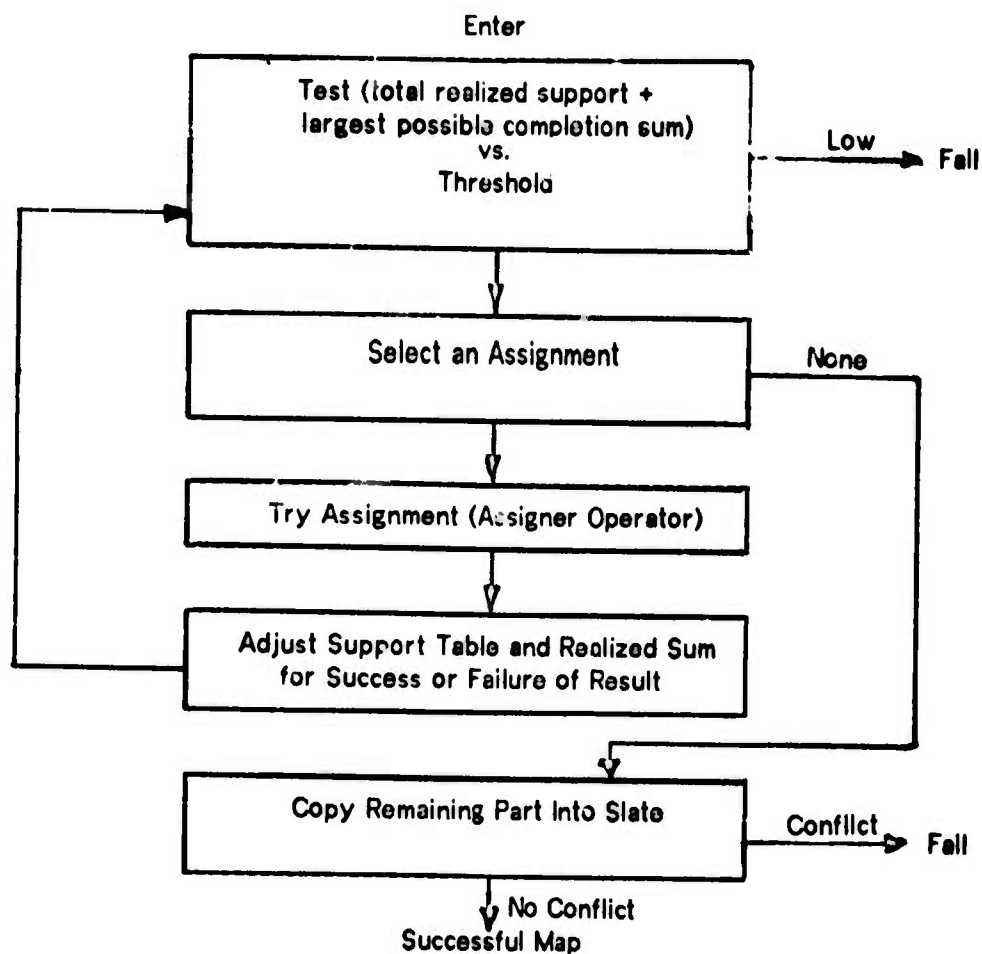 Enter
Test (total realized support +
largest possible completion sum)
vs.
Threshold
Low
Fail
Select an Assignment
None
Try Assignment (Assigner Operator)
Adjust Support Table and Realized Sum
for Success or Failure of Result
Copy Remaining Part Into Slate
Conflict
Fail
No Conflict
Successful Map